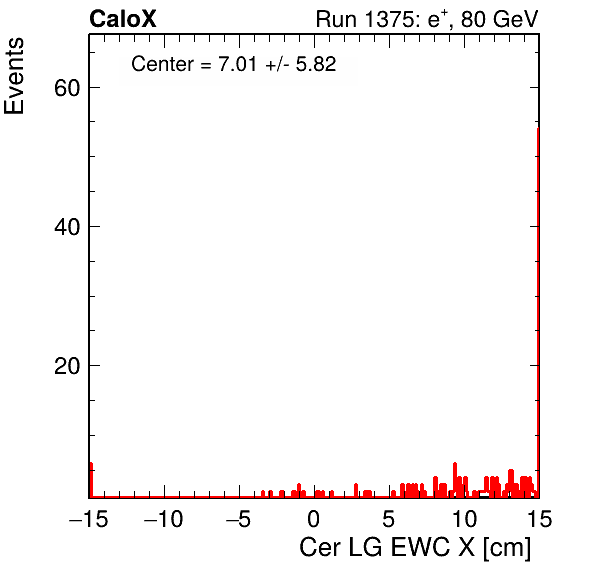 CaloX Run 1375: e⁺, 80 GeV
Center = 7.01 +/- 5.82
Events
60
40
20
−15 −10 −5 0 5 10 15
Cer LG EWC X [cm]